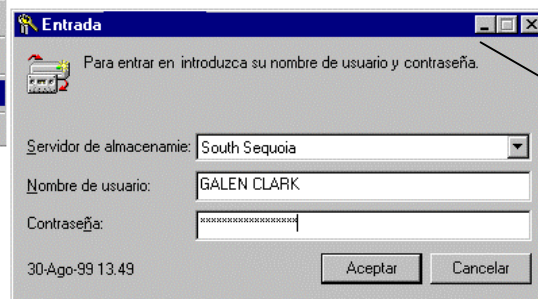 Entrada
Para entrar en introduzca su nombre de usuario y contraseña.
Servidor de almacenamie: South Sequoia
Nombre de usuario: GALEN CLARK
Contraseña: ******************
30-Ago-99 13.49 Aceptar Cancelar